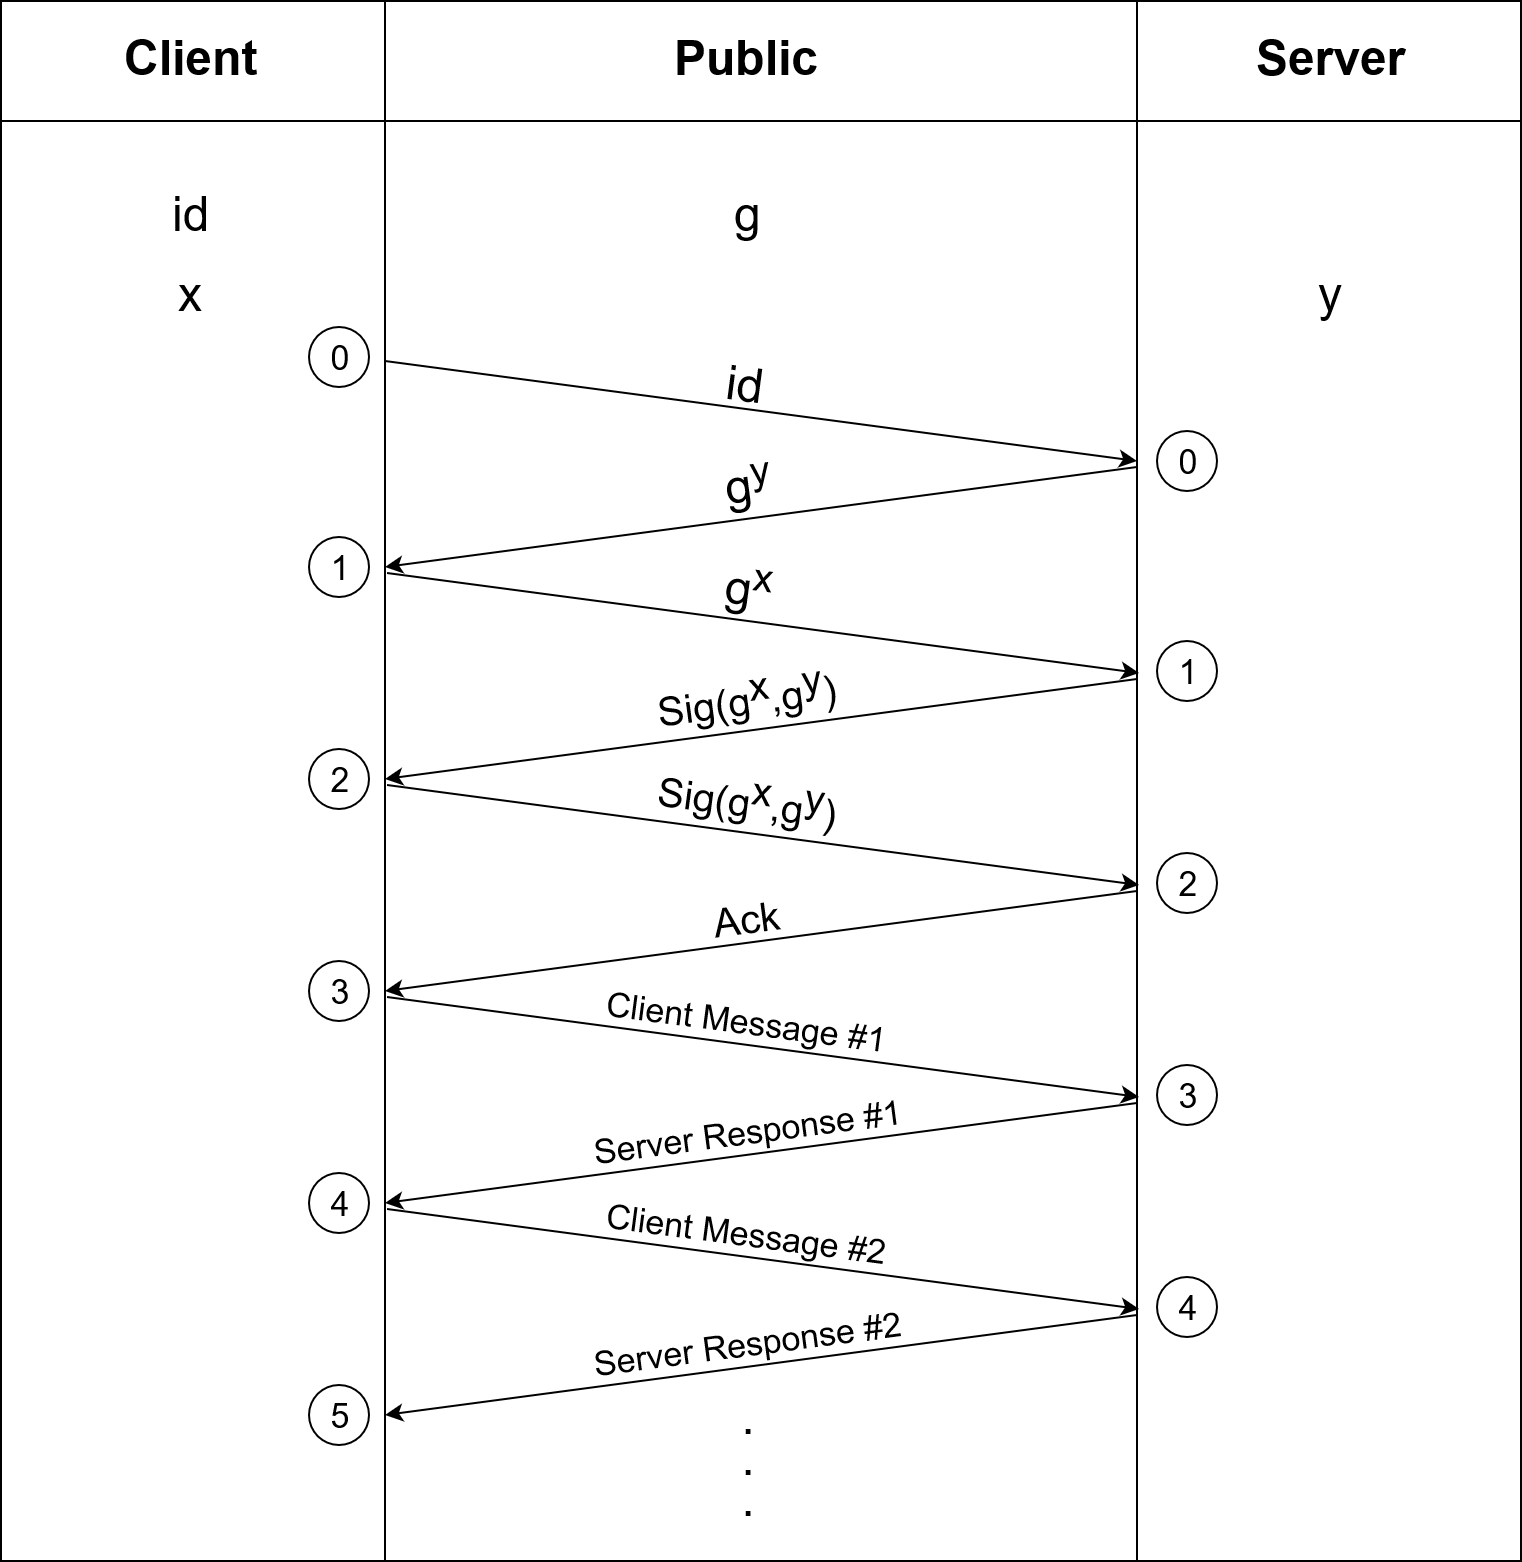 Client Public Server
id g
x y
0
id
0
g^y
1
g^x
1
Sig(g^x,g^y)
2
Sig(g^x,g^y)
2
Ack
3
Client Message #1
3
Server Response #1
4
Client Message #2
4
Server Response #2
5
.
.
.